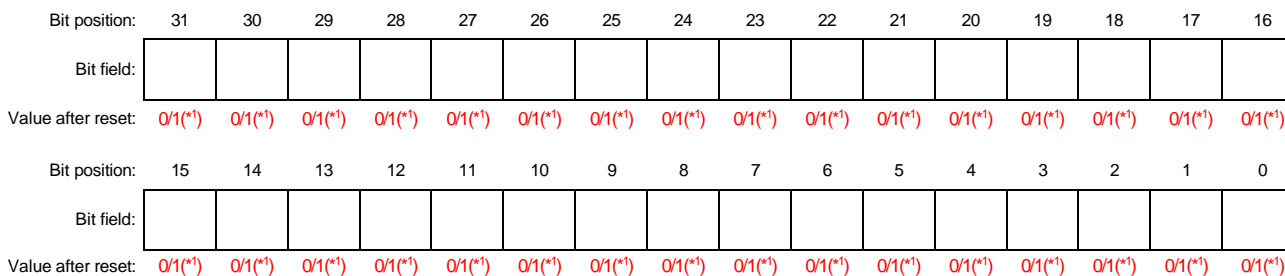 Bit position: 31 30 29 28 27 26 25 24 23 22 21 20 19 18 17 16
Bit field:
Value after reset: 0/1(*1) 0/1(*1) 0/1(*1) 0/1(*1) 0/1(*1) 0/1(*1) 0/1(*1) 0/1(*1) 0/1(*1) 0/1(*1) 0/1(*1) 0/1(*1) 0/1(*1) 0/1(*1) 0/1(*1) 0/1(*1)
Bit position: 15 14 13 12 11 10 9 8 7 6 5 4 3 2 1 0
Bit field:
Value after reset: 0/1(*1) 0/1(*1) 0/1(*1) 0/1(*1) 0/1(*1) 0/1(*1) 0/1(*1) 0/1(*1) 0/1(*1) 0/1(*1) 0/1(*1) 0/1(*1) 0/1(*1) 0/1(*1) 0/1(*1) 0/1(*1)